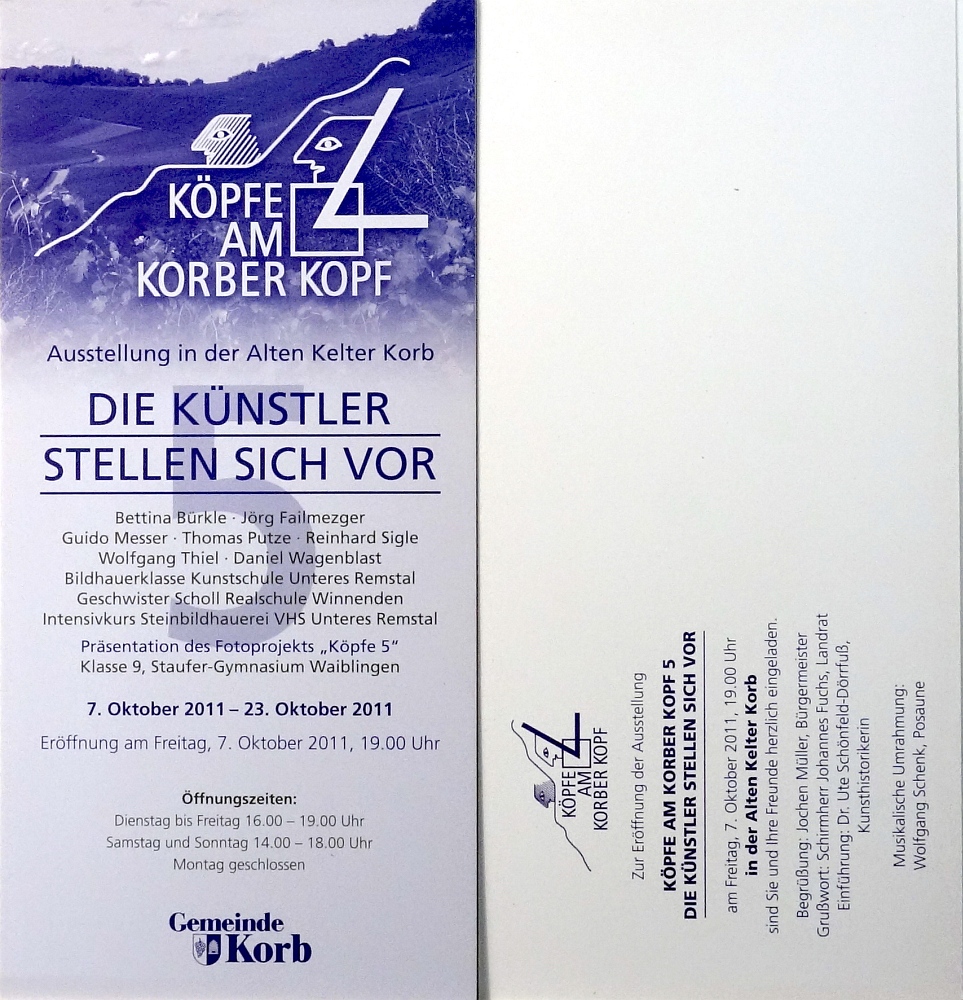 KÖPFE
AM
KORBER KOPF
Ausstellung in der Alten Kelter Korb
5
DIE KÜNSTLER
STELLEN SICH VOR
Bettina Bürkle · Jörg Failmezger
Guido Messer · Thomas Putze · Reinhard Sigle
Wolfgang Thiel · Daniel Wagenblast
Bildhauerklasse Kunstschule Unteres Remstal
Geschwister Scholl Realschule Winnenden
Intensivkurs Steinbildhauerei VHS Unteres Remstal
Präsentation des Fotoprojekts „Köpfe 5“
Klasse 9, Staufer-Gymnasium Waiblingen
7. Oktober 2011 – 23. Oktober 2011
Eröffnung am Freitag, 7. Oktober 2011, 19.00 Uhr
Öffnungszeiten:
Dienstag bis Freitag 16.00 – 19.00 Uhr
Samstag und Sonntag 14.00 – 18.00 Uhr
Montag geschlossen
Gemeinde
Korb
KÖPFE
AM
KORBER KOPF
Zur Eröffnung der Ausstellung
KÖPFE AM KORBER KOPF 5
DIE KÜNSTLER STELLEN SICH VOR
am Freitag, 7. Oktober 2011, 19.00 Uhr
in der Alten Kelter Korb
sind Sie und Ihre Freunde herzlich eingeladen.
Begrüßung: Jochen Müller, Bürgermeister
Grußwort: Schirmherr Johannes Fuchs, Landrat
Einführung: Dr. Ute Schönfeld-Dörrfuß,
Kunsthistorikerin
Musikalische Umrahmung:
Wolfgang Schenk, Posaune